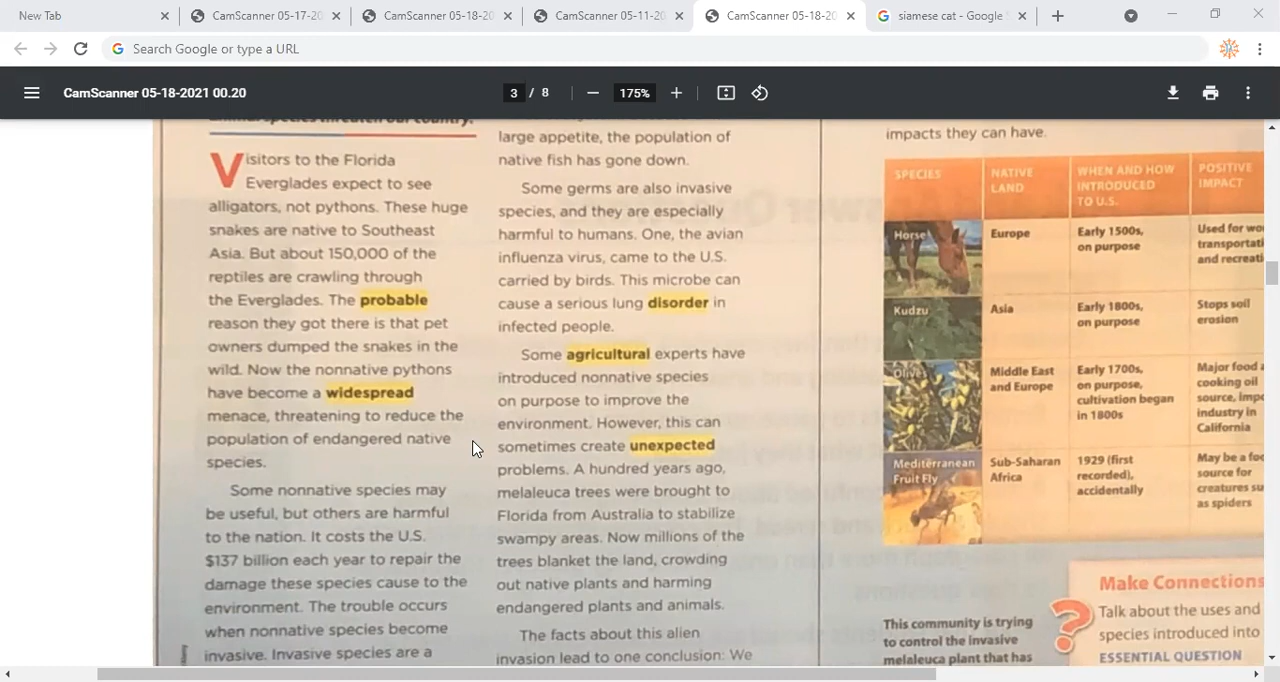 New Tab
CamScanner 05-17-20
CamScanner 05-18-20
CamScanner 05-11-20
CamScanner 05-18-20
siamese cat - Google
Search Google or type a URL
CamScanner 05-18-2021 00.20
3 / 8
175%
Visitors to the Florida
Everglades expect to see
alligators, not pythons. These huge
snakes are native to Southeast
Asia. But about 150,000 of the
reptiles are crawling through
the Everglades. The probable
reason they got there is that pet
owners dumped the snakes in the
wild. Now the nonnative pythons
have become a widespread
menace, threatening to reduce the
population of endangered native
species.
Some nonnative species may
be useful, but others are harmful
to the nation. It costs the U.S.
$137 billion each year to repair the
damage these species cause to the
environment. The trouble occurs
when nonnative species become
invasive. Invasive species are a
large appetite, the population of
native fish has gone down.
Some germs are also invasive
species, and they are especially
harmful to humans. One, the avian
influenza virus, came to the U.S.
carried by birds. This microbe can
cause a serious lung disorder in
infected people.
Some agricultural experts have
introduced nonnative species
on purpose to improve the
environment. However, this can
sometimes create unexpected
problems. A hundred years ago,
melaleuca trees were brought to
Florida from Australia to stabilize
swampy areas. Now millions of the
trees blanket the land, crowding
out native plants and harming
endangered plants and animals.
The facts about this alien
invasion lead to one conclusion: We
impacts they can have.
SPECIES
NATIVE
LAND
WHEN AND HOW
INTRODUCED
TO U.S.
POSITIVE
IMPACT
Horse
Europe
Early 1500s,
on purpose
Used for
and
Kudzu
Asia
Early 1800s,
on purpose
Stops soil
erosion
Olive
Middle East
and Europe
Early 1700s,
on purpose,
cultivation began
in 1800s
Major food
cooking oil
source,
industry in
California
Mediterranean
Fruit Fly
Sub-Saharan
Africa
1929 (first
recorded),
accidentally
May be a
source for
creatures
as spiders
This community is trying
to control the invasive
melaleuca plant that has
?
Make Connections
Talk about the uses and
species introduced into
ESSENTIAL QUESTION